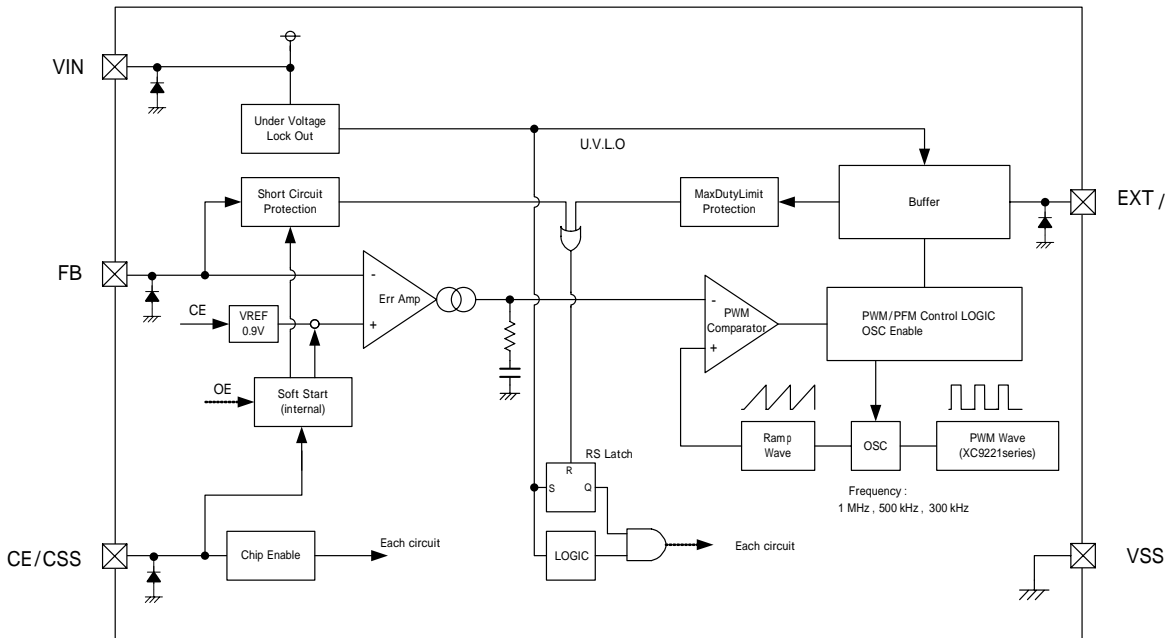 VIN
Under Voltage
Lock Out
U.V.L.O
Short Circuit
Protection
MaxDutyLimit
Protection
Buffer
EXT /
FB
-
Err Amp
+
CE
VREF
0.9V
-
PWM
Comparator
+
PWM/PFM Control LOGIC
OSC Enable
OE
Soft Start
(internal)
Ramp
Wave
OSC
PWM Wave
(XC9221series)
RS Latch
R
S
Q
Frequency :
1 MHz , 500 kHz , 300 kHz
CE/CSS
Chip Enable
Each circuit
LOGIC
Each circuit
VSS